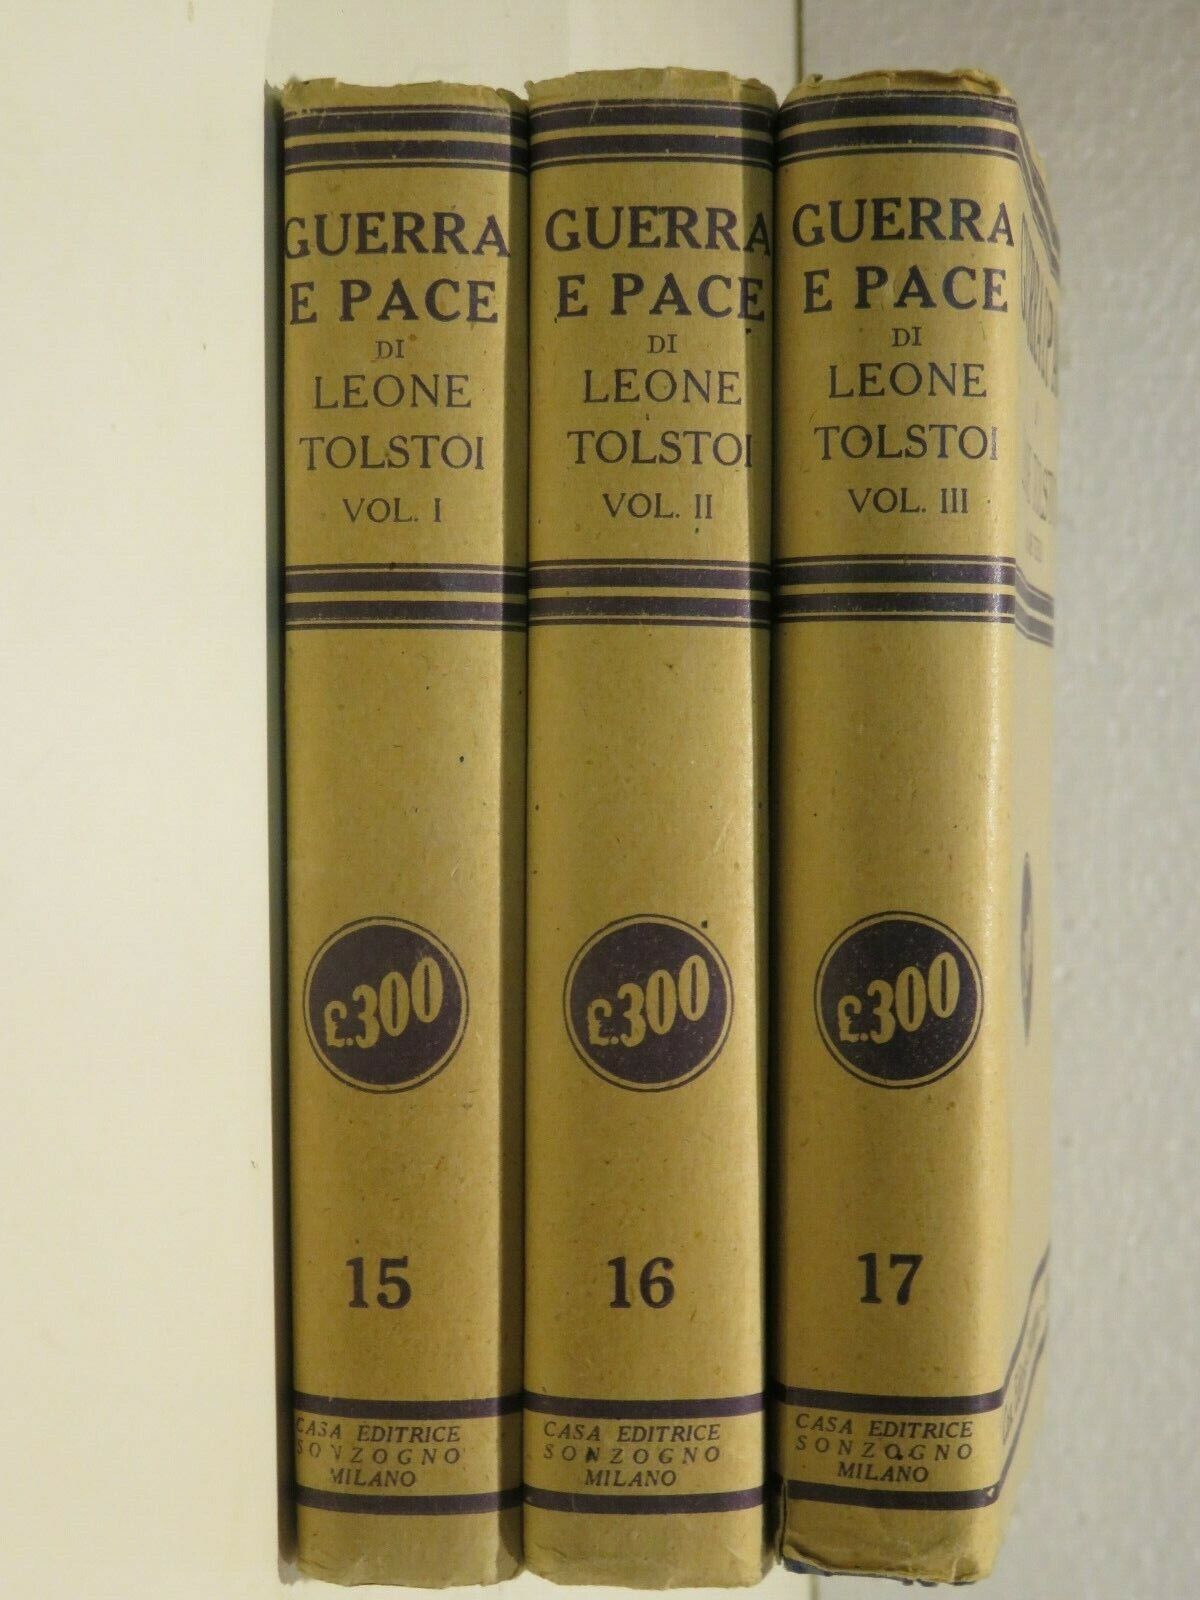 GUERRA
E PACE
DI
LEONE
TOLSTOI
VOL. I
£.300
15
CASA EDITRICE
SONZOGNO
MILANO
GUERRA
E PACE
DI
LEONE
TOLSTOI
VOL. II
£.300
16
CASA EDITRICE
SONZOGNO
MILANO
GUERRA
E PACE
DI
LEONE
TOLSTOI
VOL. III
£.300
17
CASA EDITRICE
SONZOGNO
MILANO